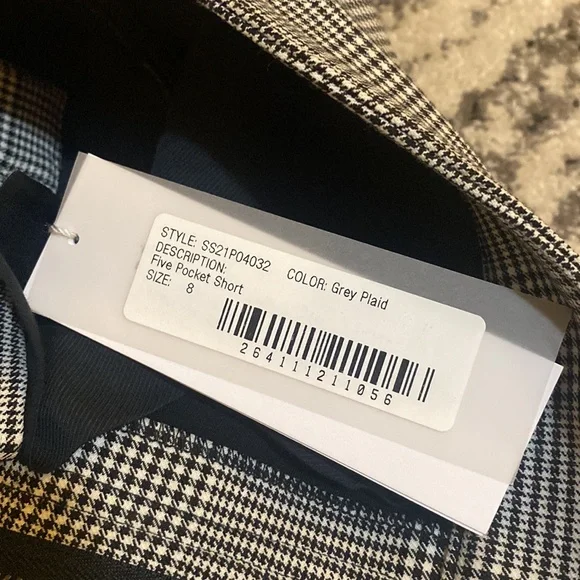 STYLE: SS21P04032 COLOR: Grey Plaid
DESCRIPTION:
Five Pocket Short
SIZE: 8
264111211056